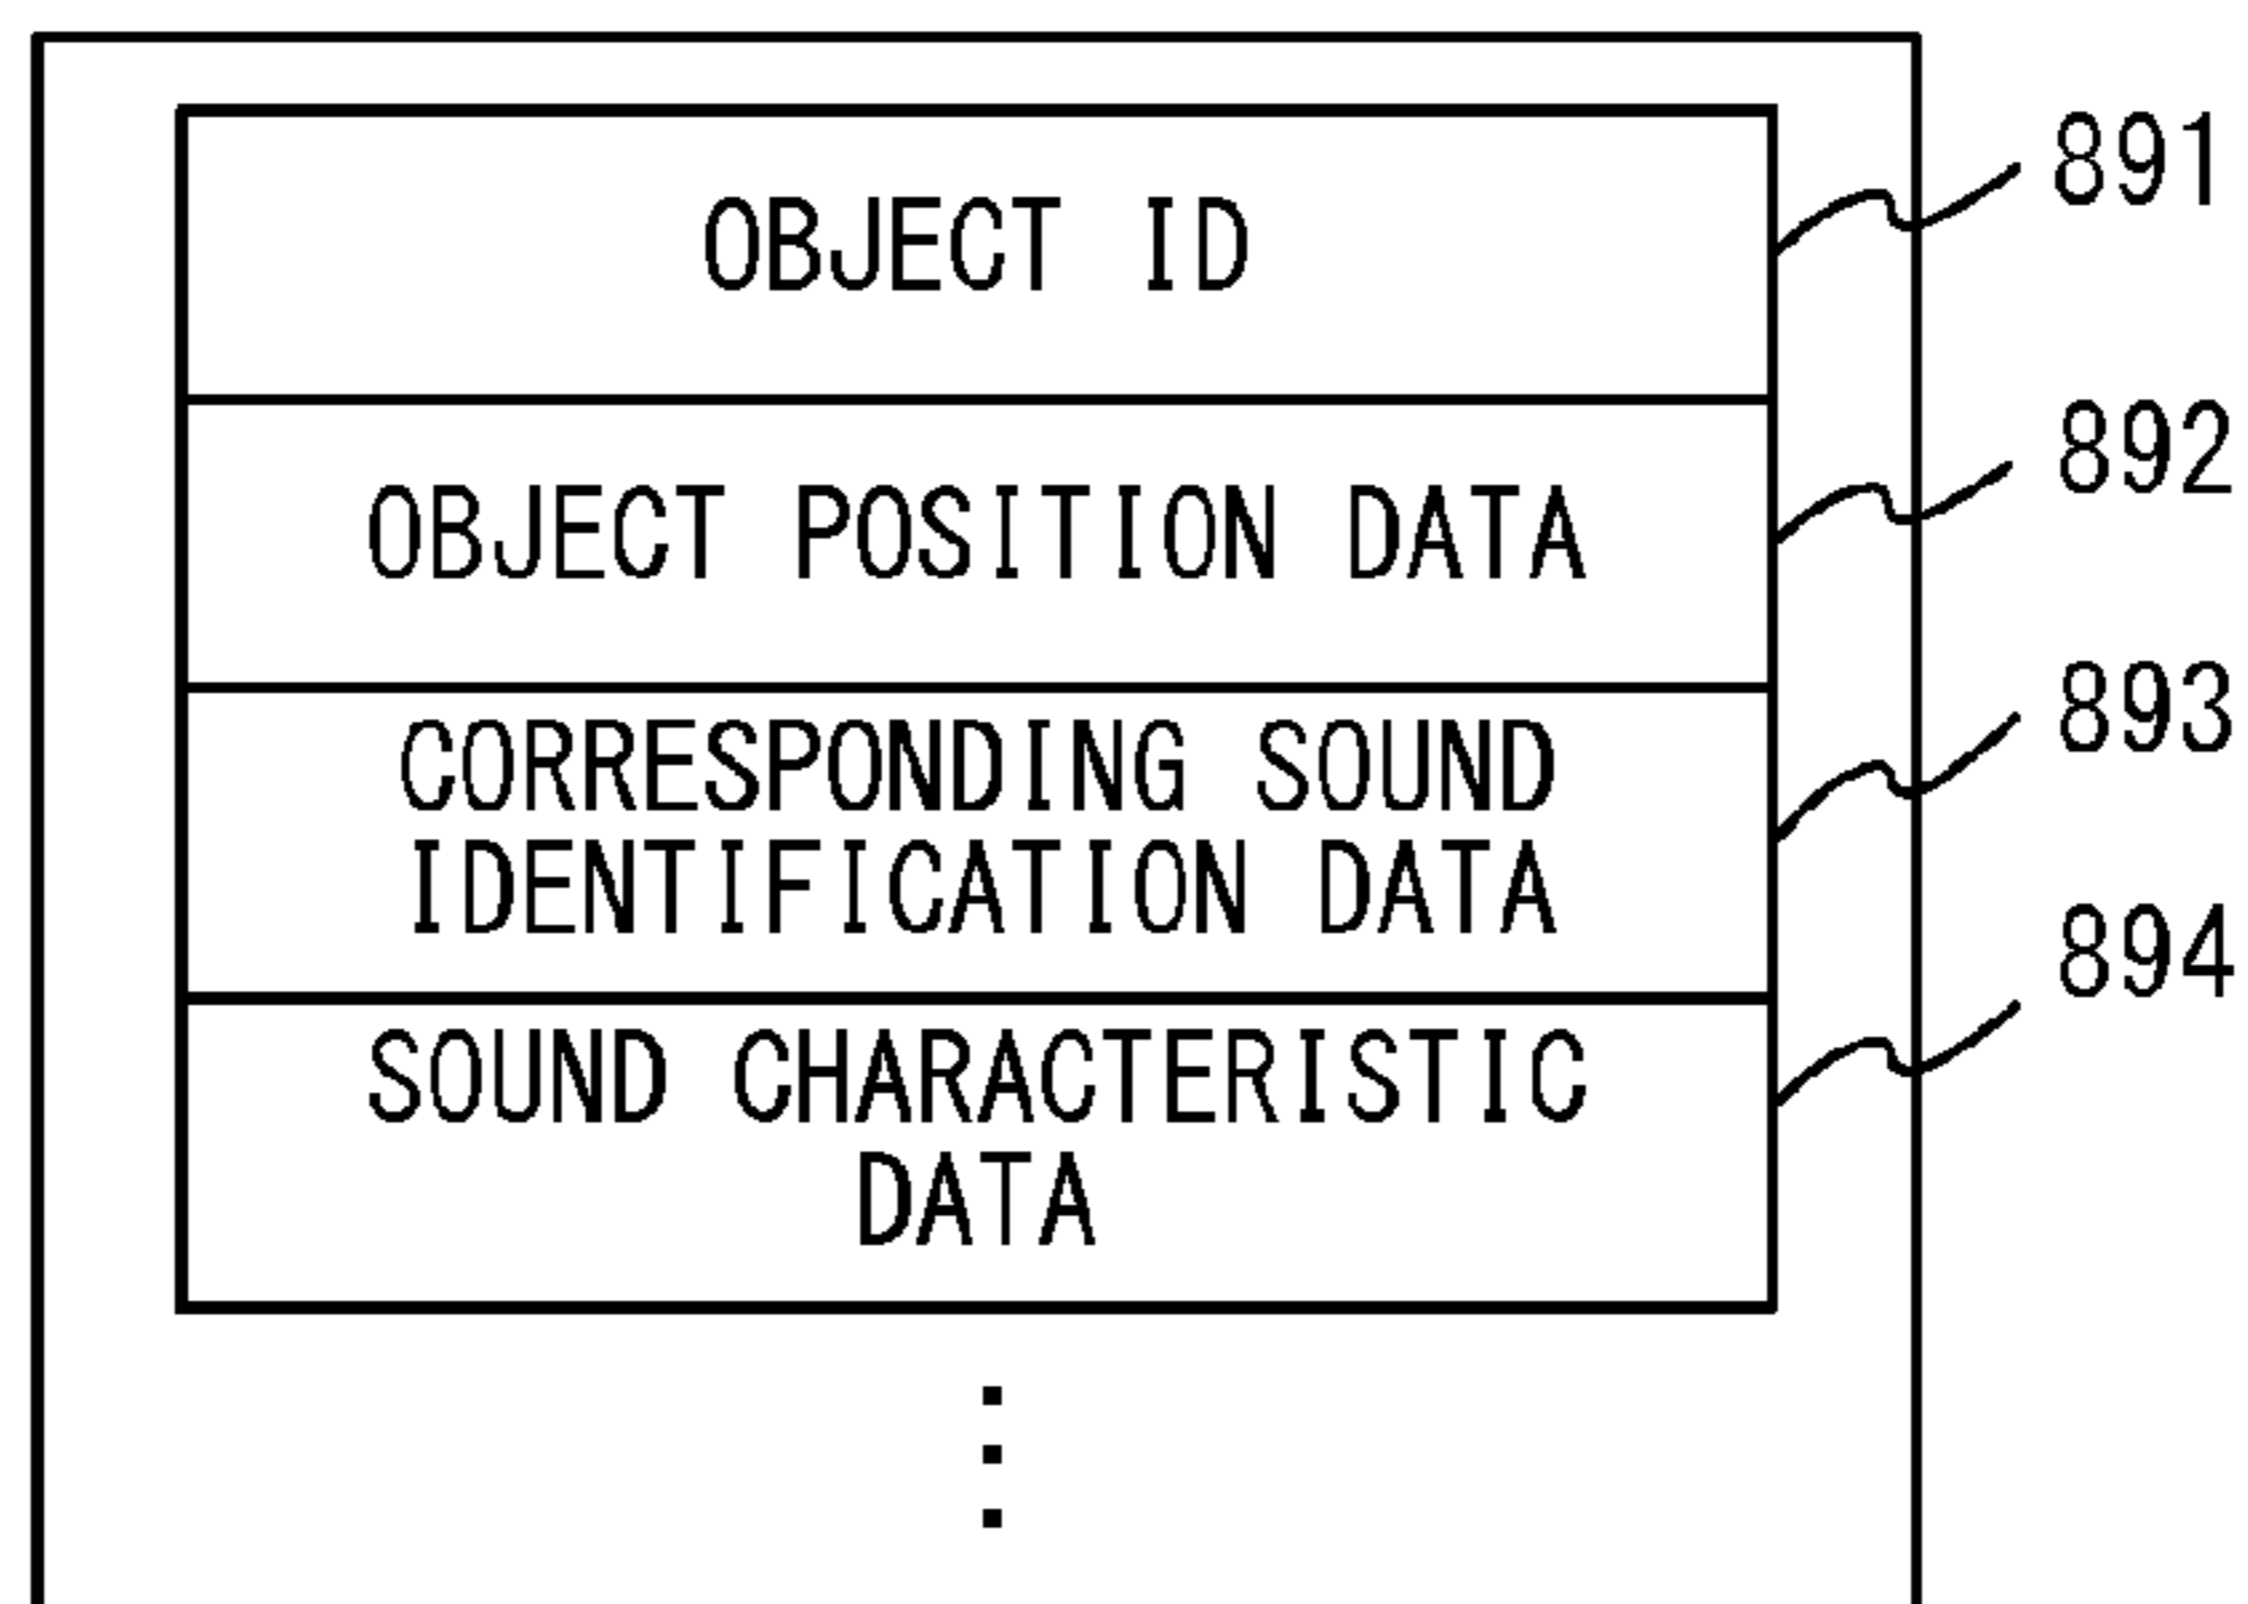 OBJECT ID
891
OBJECT POSITION DATA
892
CORRESPONDING SOUND
IDENTIFICATION DATA
893
SOUND CHARACTERISTIC
DATA
894